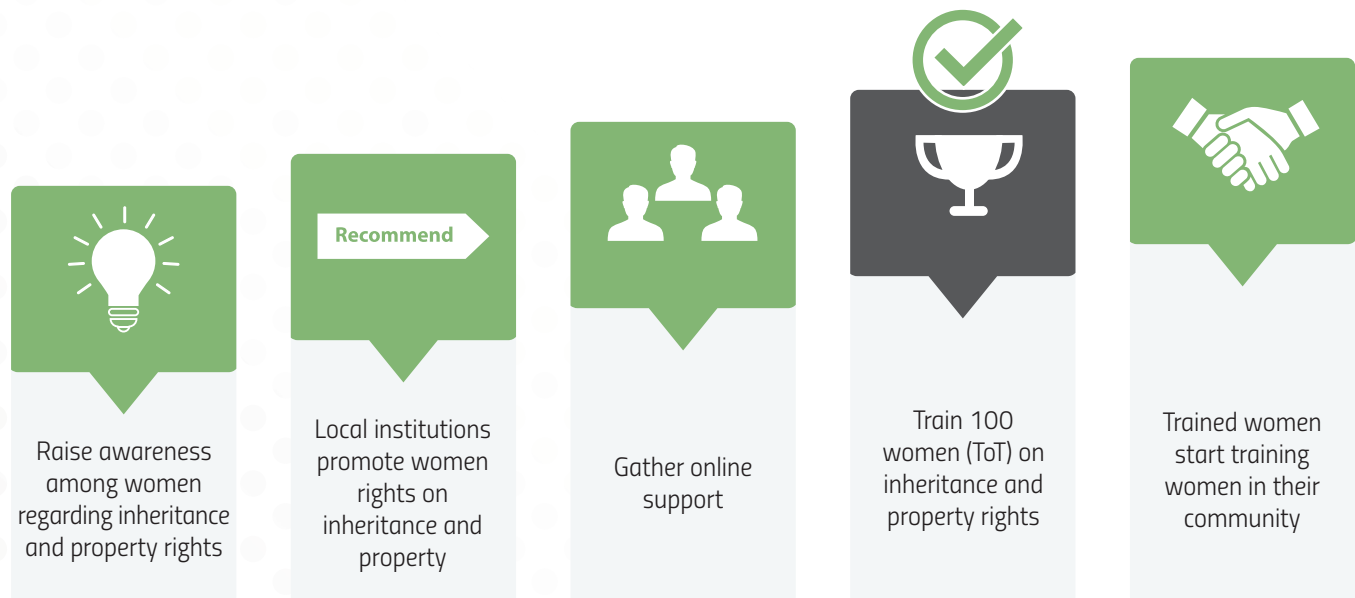 Recommend
Raise awareness
among women
regarding inheritance
and property rights
Local institutions
promote women
rights on
inheritance and
property
Gather online
support
Train 100
women (ToT) on
inheritance and
property rights
Trained women
start training
women in their
community